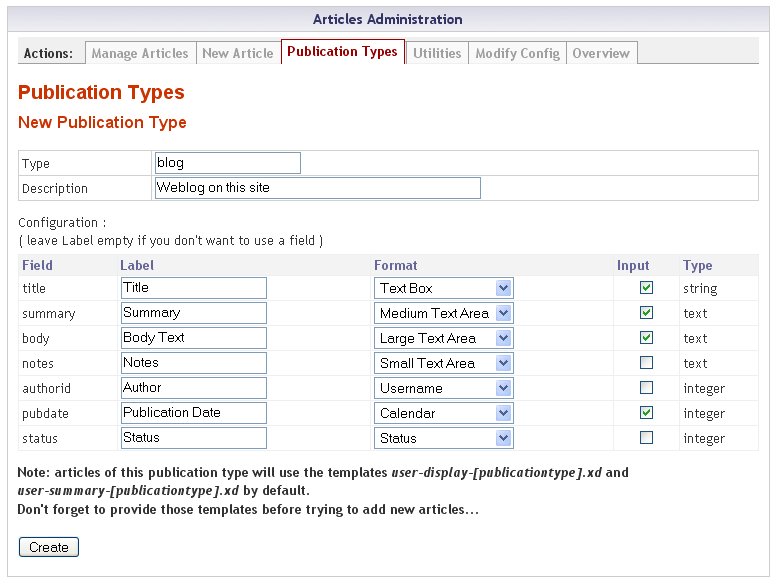 Articles Administration
Actions: Manage Articles New Article Publication Types Utilities Modify Config Overview
Publication Types
New Publication Type
Type blog
Description Weblog on this site
Configuration :
( leave Label empty if you don't want to use a field )
Field Label Format Input Type
title Title Text Box string
summary Summary Medium Text Area text
body Body Text Large Text Area text
notes Notes Small Text Area text
authorid Author Username integer
pubdate Publication Date Calendar integer
status Status Status integer
Note: articles of this publication type will use the templates user-display-[publicationtype].xd and
user-summary-[publicationtype].xd by default.
Don't forget to provide those templates before trying to add new articles...
Create